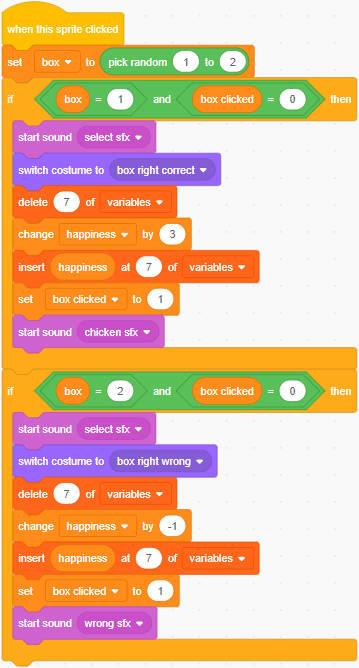 when this sprite clicked
set box to pick random 1 to 2
if box = 1 and box clicked = 0 then
start sound select sfx
switch costume to box right correct
delete 7 of variables
change happiness by 3
insert happiness at 7 of variables
set box clicked to 1
start sound chicken sfx
if box = 2 and box clicked = 0 then
start sound select sfx
switch costume to box right wrong
delete 7 of variables
change happiness by -1
insert happiness at 7 of variables
set box clicked to 1
start sound wrong sfx